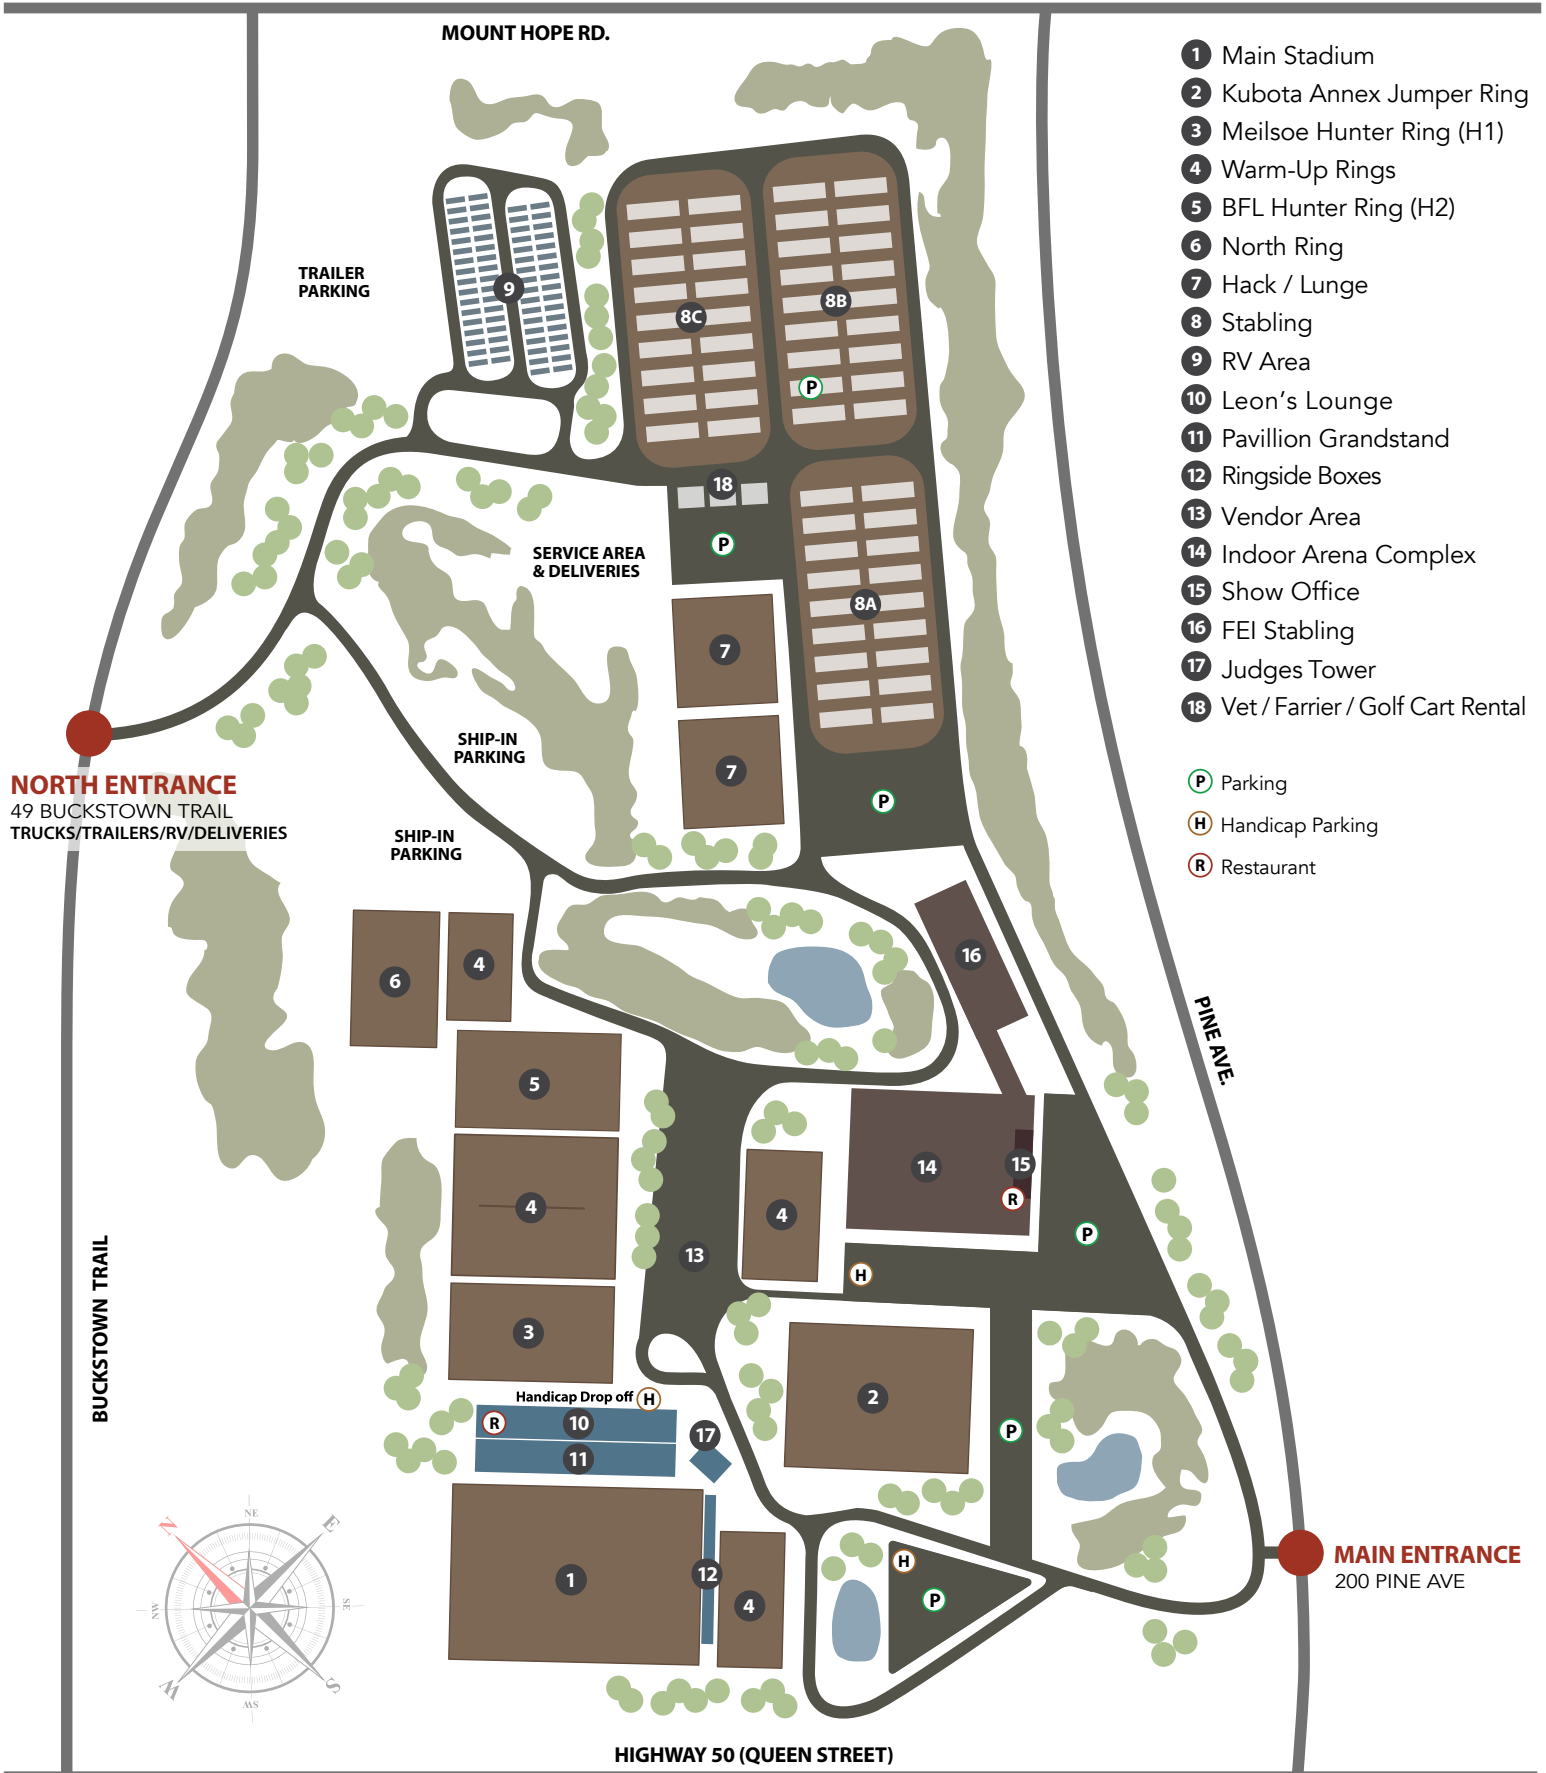 MOUNT HOPE RD.
1 Main Stadium
2 Kubota Annex Jumper Ring
3 Meilsoe Hunter Ring (H1)
4 Warm-Up Rings
5 BFL Hunter Ring (H2)
6 North Ring
7 Hack / Lunge
8 Stabling
9 RV Area
10 Leon's Lounge
11 Pavillion Grandstand
12 Ringside Boxes
13 Vendor Area
14 Indoor Arena Complex
15 Show Office
16 FEI Stabling
17 Judges Tower
18 Vet / Farrier / Golf Cart Rental
P Parking
H Handicap Parking
R Restaurant
TRAILER
PARKING
9
8C
8B
P
18
P
8A
SERVICE AREA
& DELIVERIES
7
7
P
SHIP-IN
PARKING
NORTH ENTRANCE
49 BUCKSTOWN TRAIL
TRUCKS/TRAILERS/RV/DELIVERIES
SHIP-IN
PARKING
6
4
16
PINE AVE.
5
14
15
R
4
4
13
P
H
3
BUCKSTOWN TRAIL
Handicap Drop off H
R
10
11
17
2
P
1
12
4
H
P
MAIN ENTRANCE
200 PINE AVE
N
NE
E
SE
S
SW
W
NW
HIGHWAY 50 (QUEEN STREET)